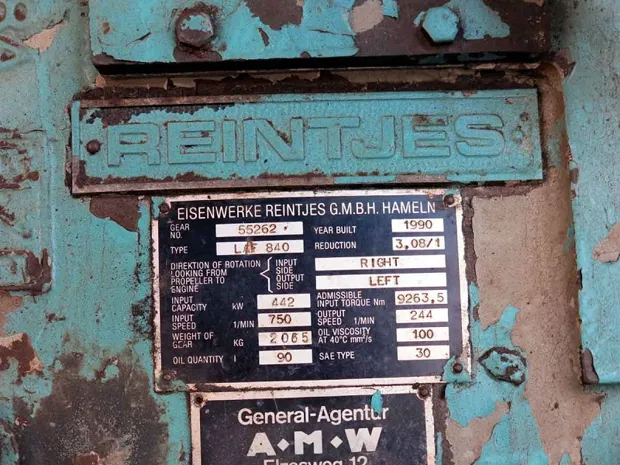 REINTJES
EISENWERKE REINTJES G.M.B.H. HAMELN
GEAR NO. 55262 YEAR BUILT 1990
TYPE LAF 840 REDUCTION 3,08/1
DIREKTION OF ROTATION LOOKING FROM PROPELLER TO ENGINE
INPUT SIDE RIGHT
OUTPUT SIDE LEFT
INPUT CAPACITY kW 442 ADMISSIBLE INPUT TORQUE Nm 9263,5
INPUT SPEED 1/MIN 750 OUTPUT SPEED 1/MIN 244
WEIGHT OF GEAR KG 2065 OIL VISCOSITY AT 40°C mm²/s 100
OIL QUANTITY l 90 SAE TYPE 30
General-Agentur
A·M·W
Elzesweg 12